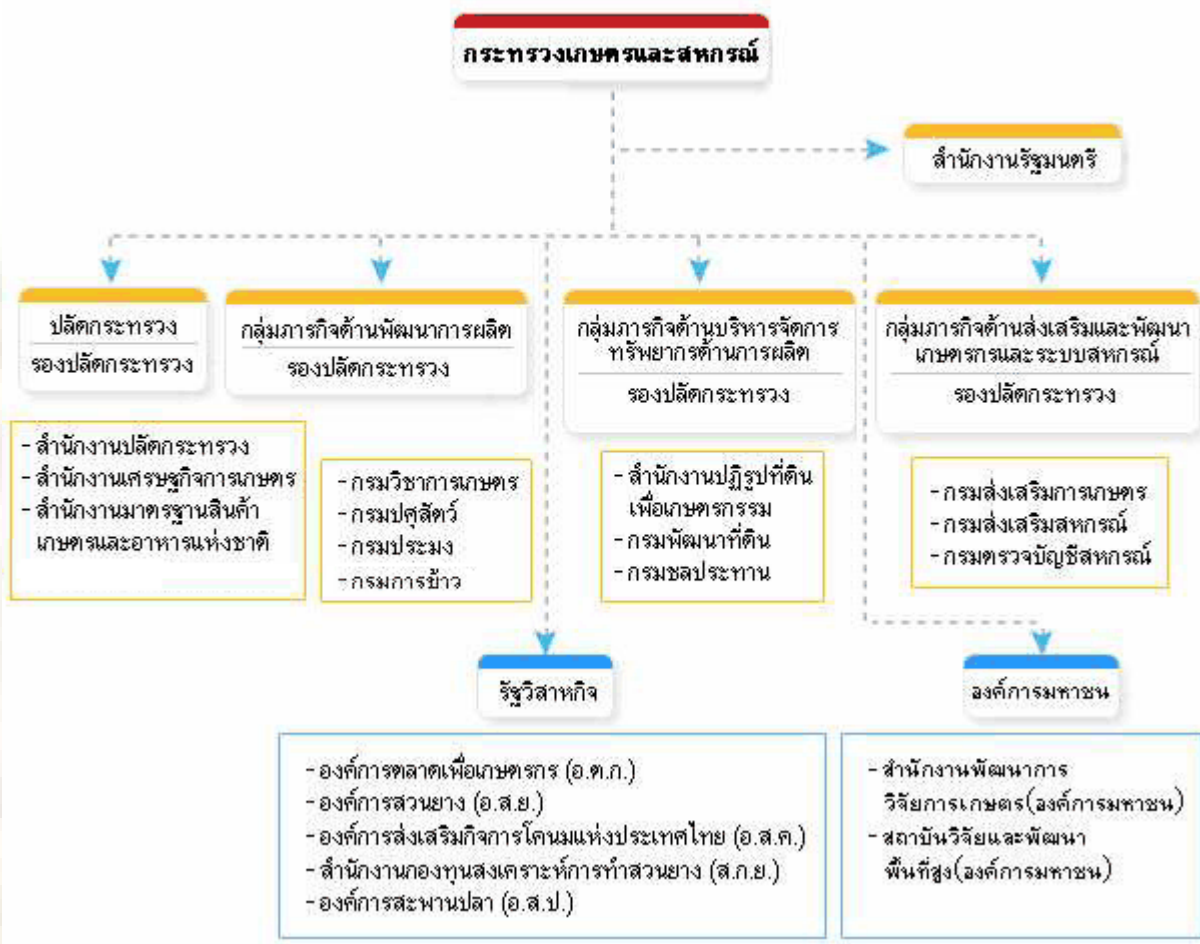 กระทรวงเกษตรและสหกรณ์
สำนักงานรัฐมนตรี
ปลัดกระทรวง
รองปลัดกระทรวง
กลุ่มภารกิจด้านพัฒนาการผลิต
รองปลัดกระทรวง
กลุ่มภารกิจด้านบริหารจัดการ
ทรัพยากรด้านการผลิต
รองปลัดกระทรวง
กลุ่มภารกิจด้านส่งเสริมและพัฒนา
เกษตรกรและระบบสหกรณ์
รองปลัดกระทรวง
- สำนักงานปลัดกระทรวง
- สำนักงานเศรษฐกิจการเกษตร
- สำนักงานมาตรฐานสินค้า
เกษตรและอาหารแห่งชาติ
- กรมวิชาการเกษตร
- กรมปศุสัตว์
- กรมประมง
- กรมการข้าว
- สำนักงานปฏิรูปที่ดิน
เพื่อเกษตรกรรม
- กรมพัฒนาที่ดิน
- กรมชลประทาน
- กรมส่งเสริมการเกษตร
- กรมส่งเสริมสหกรณ์
- กรมตรวจบัญชีสหกรณ์
รัฐวิสาหกิจ
- องค์การตลาดเพื่อเกษตรกร (อ.ต.ก.)
- องค์การสวนยาง (อ.ส.ย.)
- องค์การส่งเสริมกิจการโคนมแห่งประเทศไทย (อ.ส.ค.)
- สำนักงานกองทุนสงเคราะห์การทำสวนยาง (ส.ก.ย.)
- องค์การสะพานปลา (อ.ส.ป.)
องค์การมหาชน
- สำนักงานพัฒนาการ
วิจัยการเกษตร(องค์การมหาชน)
- สถาบันวิจัยและพัฒนา
พื้นที่สูง(องค์การมหาชน)